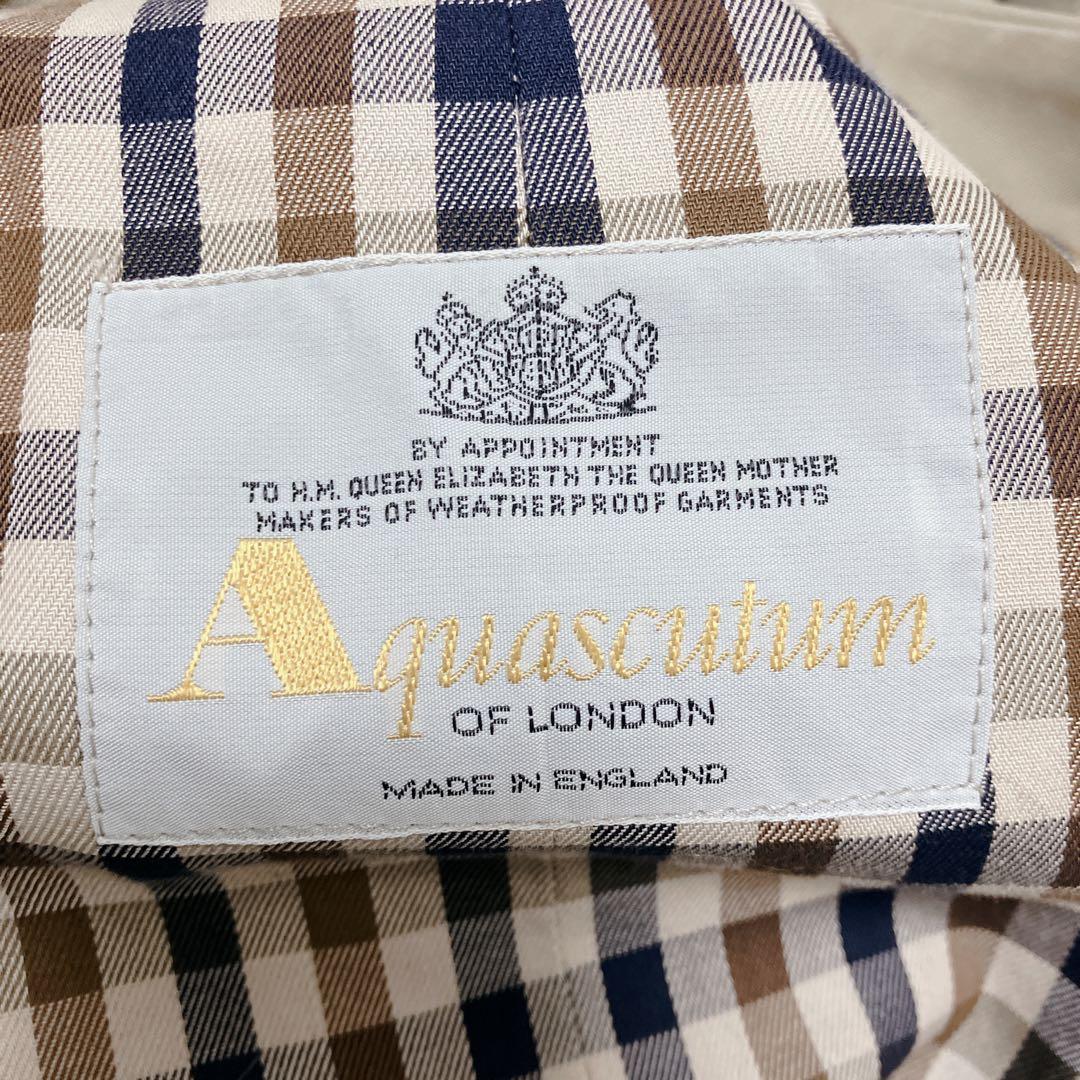 BY APPOINTMENT
TO H.M. QUEEN ELIZABETH THE QUEEN MOTHER
MAKERS OF WEATHERPROOF GARMENTS
Aquascutum
OF LONDON
MADE IN ENGLAND